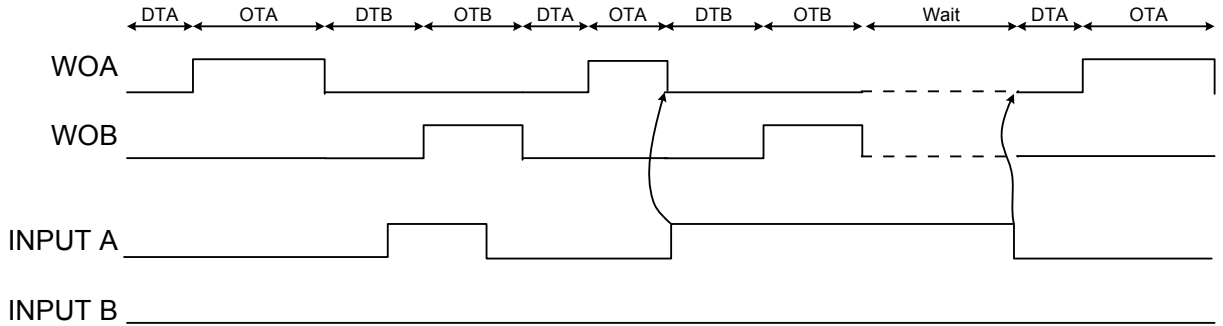 DTA OTA DTB OTB DTA OTA DTB OTB Wait DTA OTA
WOA
WOB
INPUT A
INPUT B